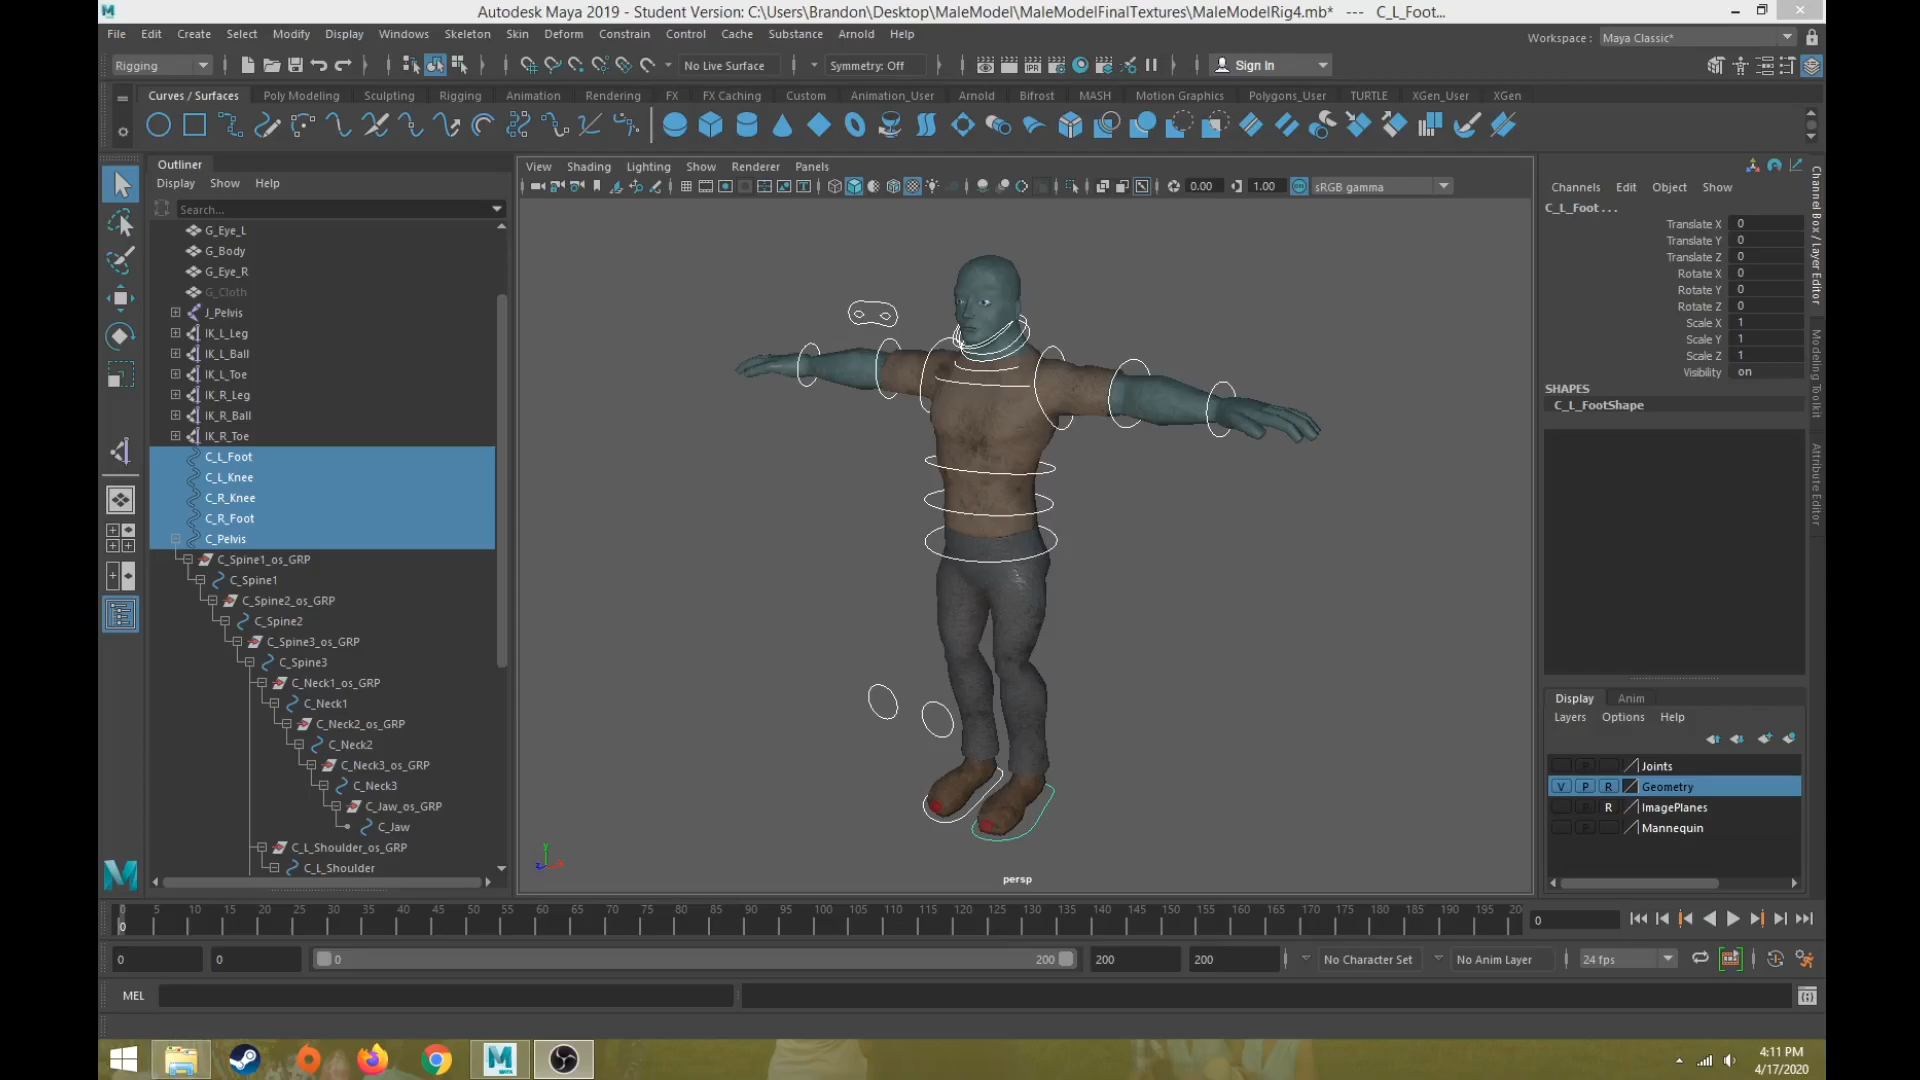 Autodesk Maya 2019 - Student Version: C:\Users\Brandon\Desktop\MaleModel\MaleModelFinalTextures\MaleModelRig4.mb* --- C_L_Foot...
File Edit Create Select Modify Display Windows Skeleton Skin Deform Constrain Control Cache Substance Arnold Help
Workspace : Maya Classic*
Rigging No Live Surface Symmetry: Off Sign In
Curves / Surfaces Poly Modeling Sculpting Rigging Animation Rendering FX FX Caching Custom Animation_User Arnold Bifrost MASH Motion Graphics Polygons_User TURTLE XGen_User XGen
Outliner
Display Show Help
Search...
G_Eye_L
G_Body
G_Eye_R
G_Cloth
J_Pelvis
IK_L_Leg
IK_L_Ball
IK_L_Toe
IK_R_Leg
IK_R_Ball
IK_R_Toe
C_L_Foot
C_L_Knee
C_R_Knee
C_R_Foot
C_Pelvis
C_Spine1_os_GRP
C_Spine1
C_Spine2_os_GRP
C_Spine2
C_Spine3_os_GRP
C_Spine3
C_Neck1_os_GRP
C_Neck1
C_Neck2_os_GRP
C_Neck2
C_Neck3_os_GRP
C_Neck3
C_Jaw_os_GRP
C_Jaw
C_L_Shoulder_os_GRP
C_L_Shoulder
View Shading Lighting Show Renderer Panels
0.00 1.00 sRGB gamma
persp
Channels Edit Object Show
C_L_Foot . . .
Translate X 0
Translate Y 0
Translate Z 0
Rotate X 0
Rotate Y 0
Rotate Z 0
Scale X 1
Scale Y 1
Scale Z 1
Visibility on
SHAPES
C_L_FootShape
Channel Box / Layer Editor
Modeling Toolkit
Attribute Editor
Display Anim
Layers Options Help
Joints
V P R Geometry
R ImagePlanes
Mannequin
0 5 10 15 20 25 30 35 40 45 50 55 60 65 70 75 80 85 90 95 100 105 110 115 120 125 130 135 140 145 150 155 160 165 170 175 180 185 190 195 20
0
0
0 0 0 200 200 200 No Character Set No Anim Layer 24 fps
MEL
4:11 PM
4/17/2020